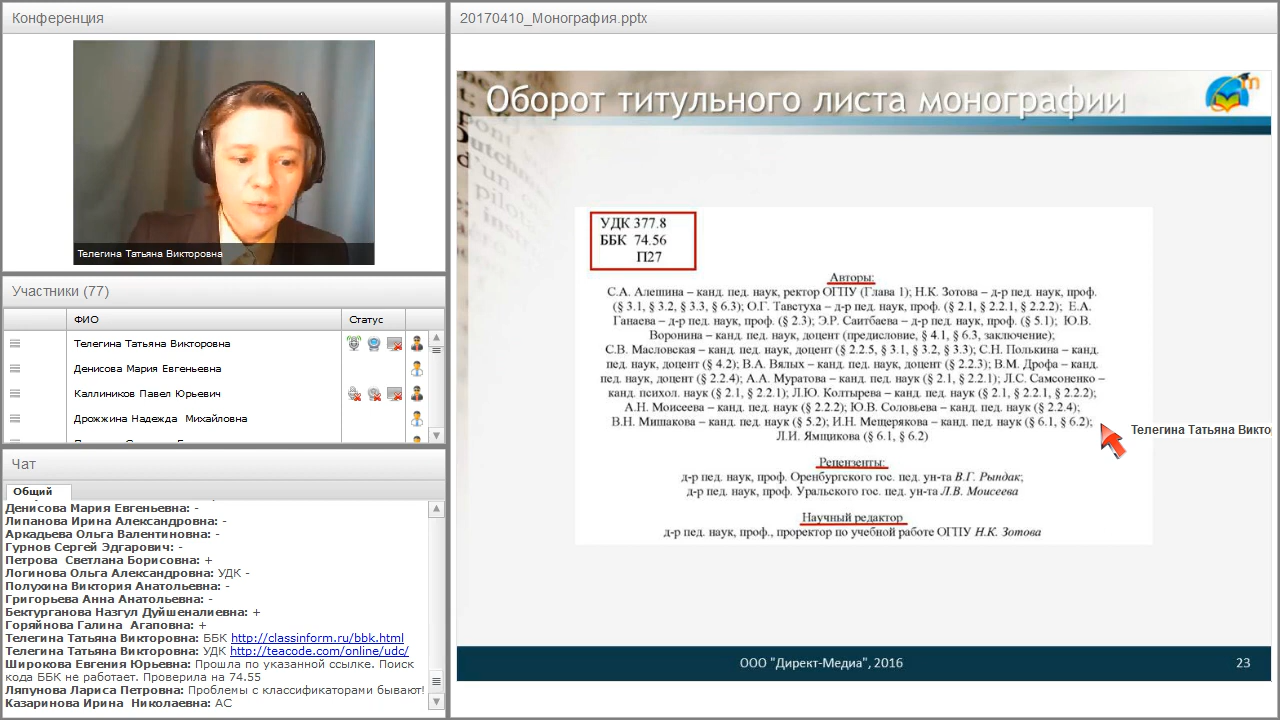 Конференция
Телегина Татьяна Викторовна
Участники (77)
ФИО
Статус
Телегина Татьяна Викторовна
Денисова Мария Евгеньевна
Каллиников Павел Юрьевич
Дрожжина Надежда Михайловна
Чат
Общий
Денисова Мария Евгеньевна: -
Липанова Ирина Александровна: -
Аркадьева Ольга Валентиновна: -
Гурнов Сергей Эдгарович: -
Петрова Светлана Борисовна: +
Логинова Ольга Александровна: УДК -
Полухина Виктория Анатольевна: -
Григорьева Анна Анатольевна: -
Бектурганова Назгул Дуйшеналиевна: +
Горяйнова Галина Агаповна: +
Телегина Татьяна Викторовна: ББК http://classinform.ru/bbk.html
Телегина Татьяна Викторовна: УДК http://teacode.com/online/udc/
Широкова Евгения Юрьевна: Прошла по указанной ссылке. Поиск
кода ББК не работает. Проверила на 74.55
Ляпунова Лариса Петровна: Проблемы с классификаторами бывают!
Казаринова Ирина Николаевна: АС
20170410_Монография.pptx
Оборот титульного листа монографии
УДК 377.8
ББК 74.56
П27
Авторы:
С.А. Алешина – канд. пед. наук, ректор ОГПУ (Глава 1); Н.К. Зотова – д-р пед. наук, проф.
(§ 3.1, § 3.2, § 3.3, § 6.3); О.Г. Тавстуха – д-р пед. наук, проф. (§ 2.1, § 2.2.1, § 2.2.2); Е.А.
Ганаева – д-р пед. наук, проф. (§ 2.3); Э.Р. Саитбаева – д-р пед. наук, проф. (§ 5.1); Ю.В.
Воронина – канд. пед. наук, доцент (предисловие, § 4.1, § 6.3, заключение);
С.В. Масловская – канд. пед. наук, доцент (§ 2.2.5, § 3.1, § 3.2, § 3.3); С.Н. Полькина – канд.
пед. наук, доцент (§ 4.2); В.А. Вялых – канд. пед. наук, доцент (§ 2.2.3); В.М. Дрофа – канд.
пед. наук, доцент (§ 2.2.4); А.А. Муратова – канд. пед. наук (§ 2.1, § 2.2.1); Л.С. Самсоненко –
канд. психол. наук (§ 2.1, § 2.2.1); Л.Ю. Колтырева – канд. пед. наук (§ 2.1, § 2.2.1, § 2.2.2);
А.Н. Моисеева – канд. пед. наук (§ 2.2.2); Ю.В. Соловьева – канд. пед. наук (§ 2.2.4);
В.Н. Мишакова – канд. пед. наук (§ 5.2); И.Н. Мещерякова – канд. пед. наук (§ 6.1, § 6.2);
Л.И. Ямщикова (§ 6.1, § 6.2)
Телегина Татьяна Виктор
Рецензенты:
д-р пед. наук, проф. Оренбургского гос. пед. ун-та В.Г. Рындак;
д-р пед. наук, проф. Уральского гос. пед. ун-та Л.В. Моисеева
Научный редактор
д-р пед. наук, проф., проректор по учебной работе ОГПУ Н.К. Зотова
ООО "Директ-Медиа", 2016
23